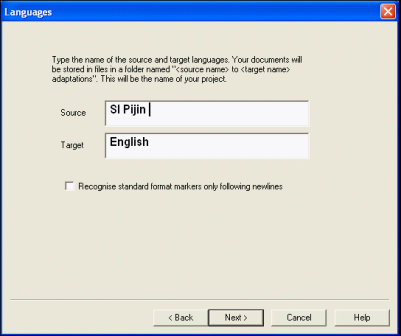 Languages
Type the name of the source and target languages. Your documents will
be stored in files in a folder named "<source name> to <target name>
adaptations". This will be the name of your project.
Source
SI Pijin
Target
English
Recognise standard format markers only following newlines
< Back
Next >
Cancel
Help